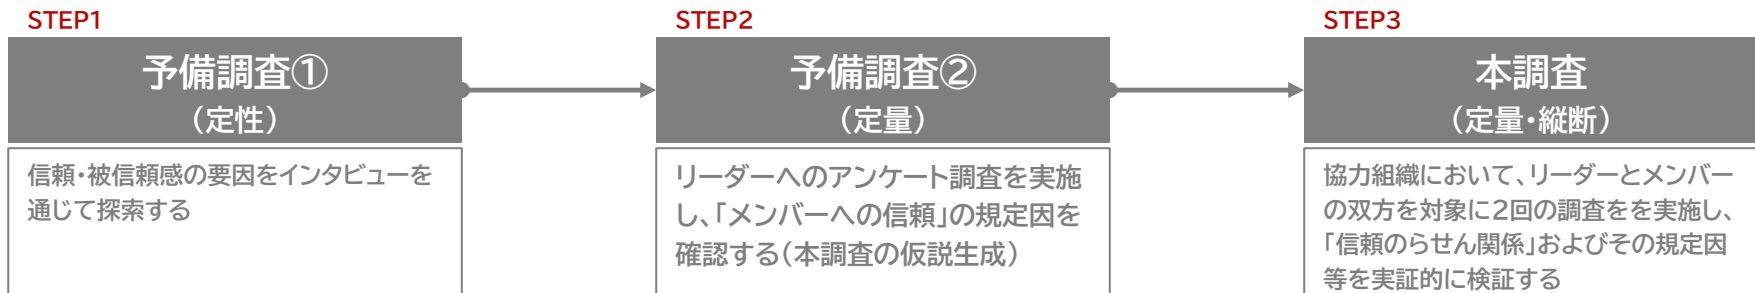 STEP1
予備調査①
（定性）
信頼・被信頼感の要因をインタビューを
通じて探索する
STEP2
予備調査②
（定量）
リーダーへのアンケート調査を実施
し、「メンバーへの信頼」の規定因を
確認する（本調査の仮説生成）
STEP3
本調査
（定量・縦断）
協力組織において、リーダーとメンバー
の双方を対象に2回の調査をを実施し、
「信頼のらせん関係」およびその規定因
等を実証的に検証する